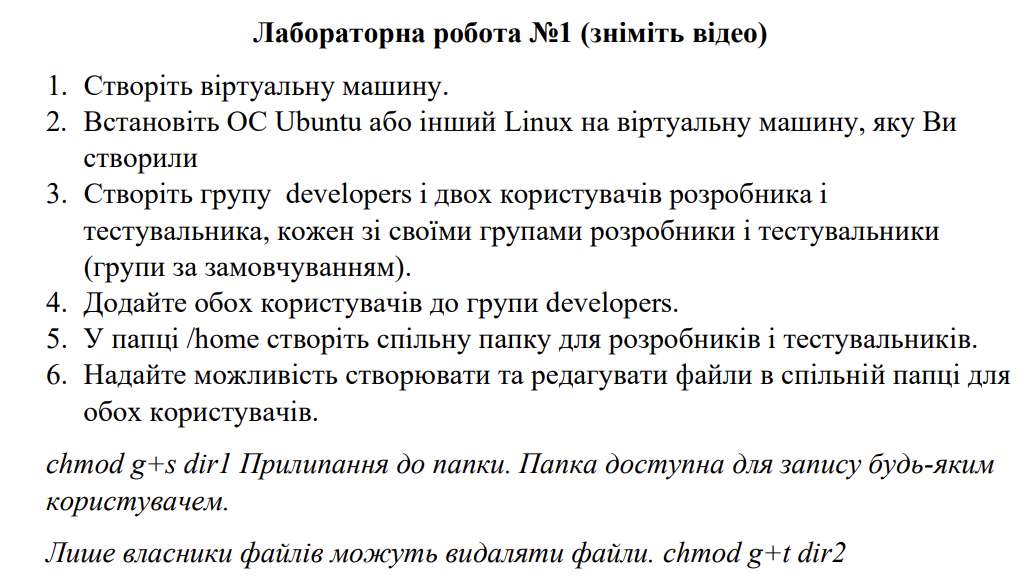 Лабораторна робота №1 (зніміть відео)
1. Створіть віртуальну машину.
2. Встановіть ОС Ubuntu або інший Linux на віртуальну машину, яку Ви
створили
3. Створіть групу  developers і двох користувачів розробника і
тестувальника, кожен зі своїми групами розробники і тестувальники
(групи за замовчуванням).
4. Додайте обох користувачів до групи developers.
5. У папці /home створіть спільну папку для розробників і тестувальників.
6. Надайте можливість створювати та редагувати файли в спільній папці для
обох користувачів.
chmod g+s dir1 Прилипання до папки. Папка доступна для запису будь-яким
користувачем.
Лише власники файлів можуть видаляти файли. chmod g+t dir2